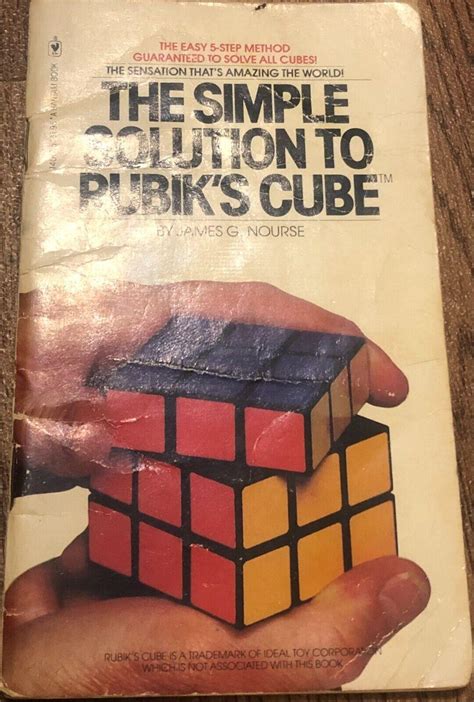 THE EASY 5-STEP METHOD
GUARANTEED TO SOLVE ALL CUBES!
THE SENSATION THAT'S AMAZING THE WORLD!
THE SIMPLE
SOLUTION TO
RUBIK'S CUBE™
BY JAMES G. NOURSE
RUBIK'S CUBE IS A TRADEMARK OF IDEAL TOY CORPORATION
WHICH IS NOT ASSOCIATED WITH THIS BOOK
BOOK